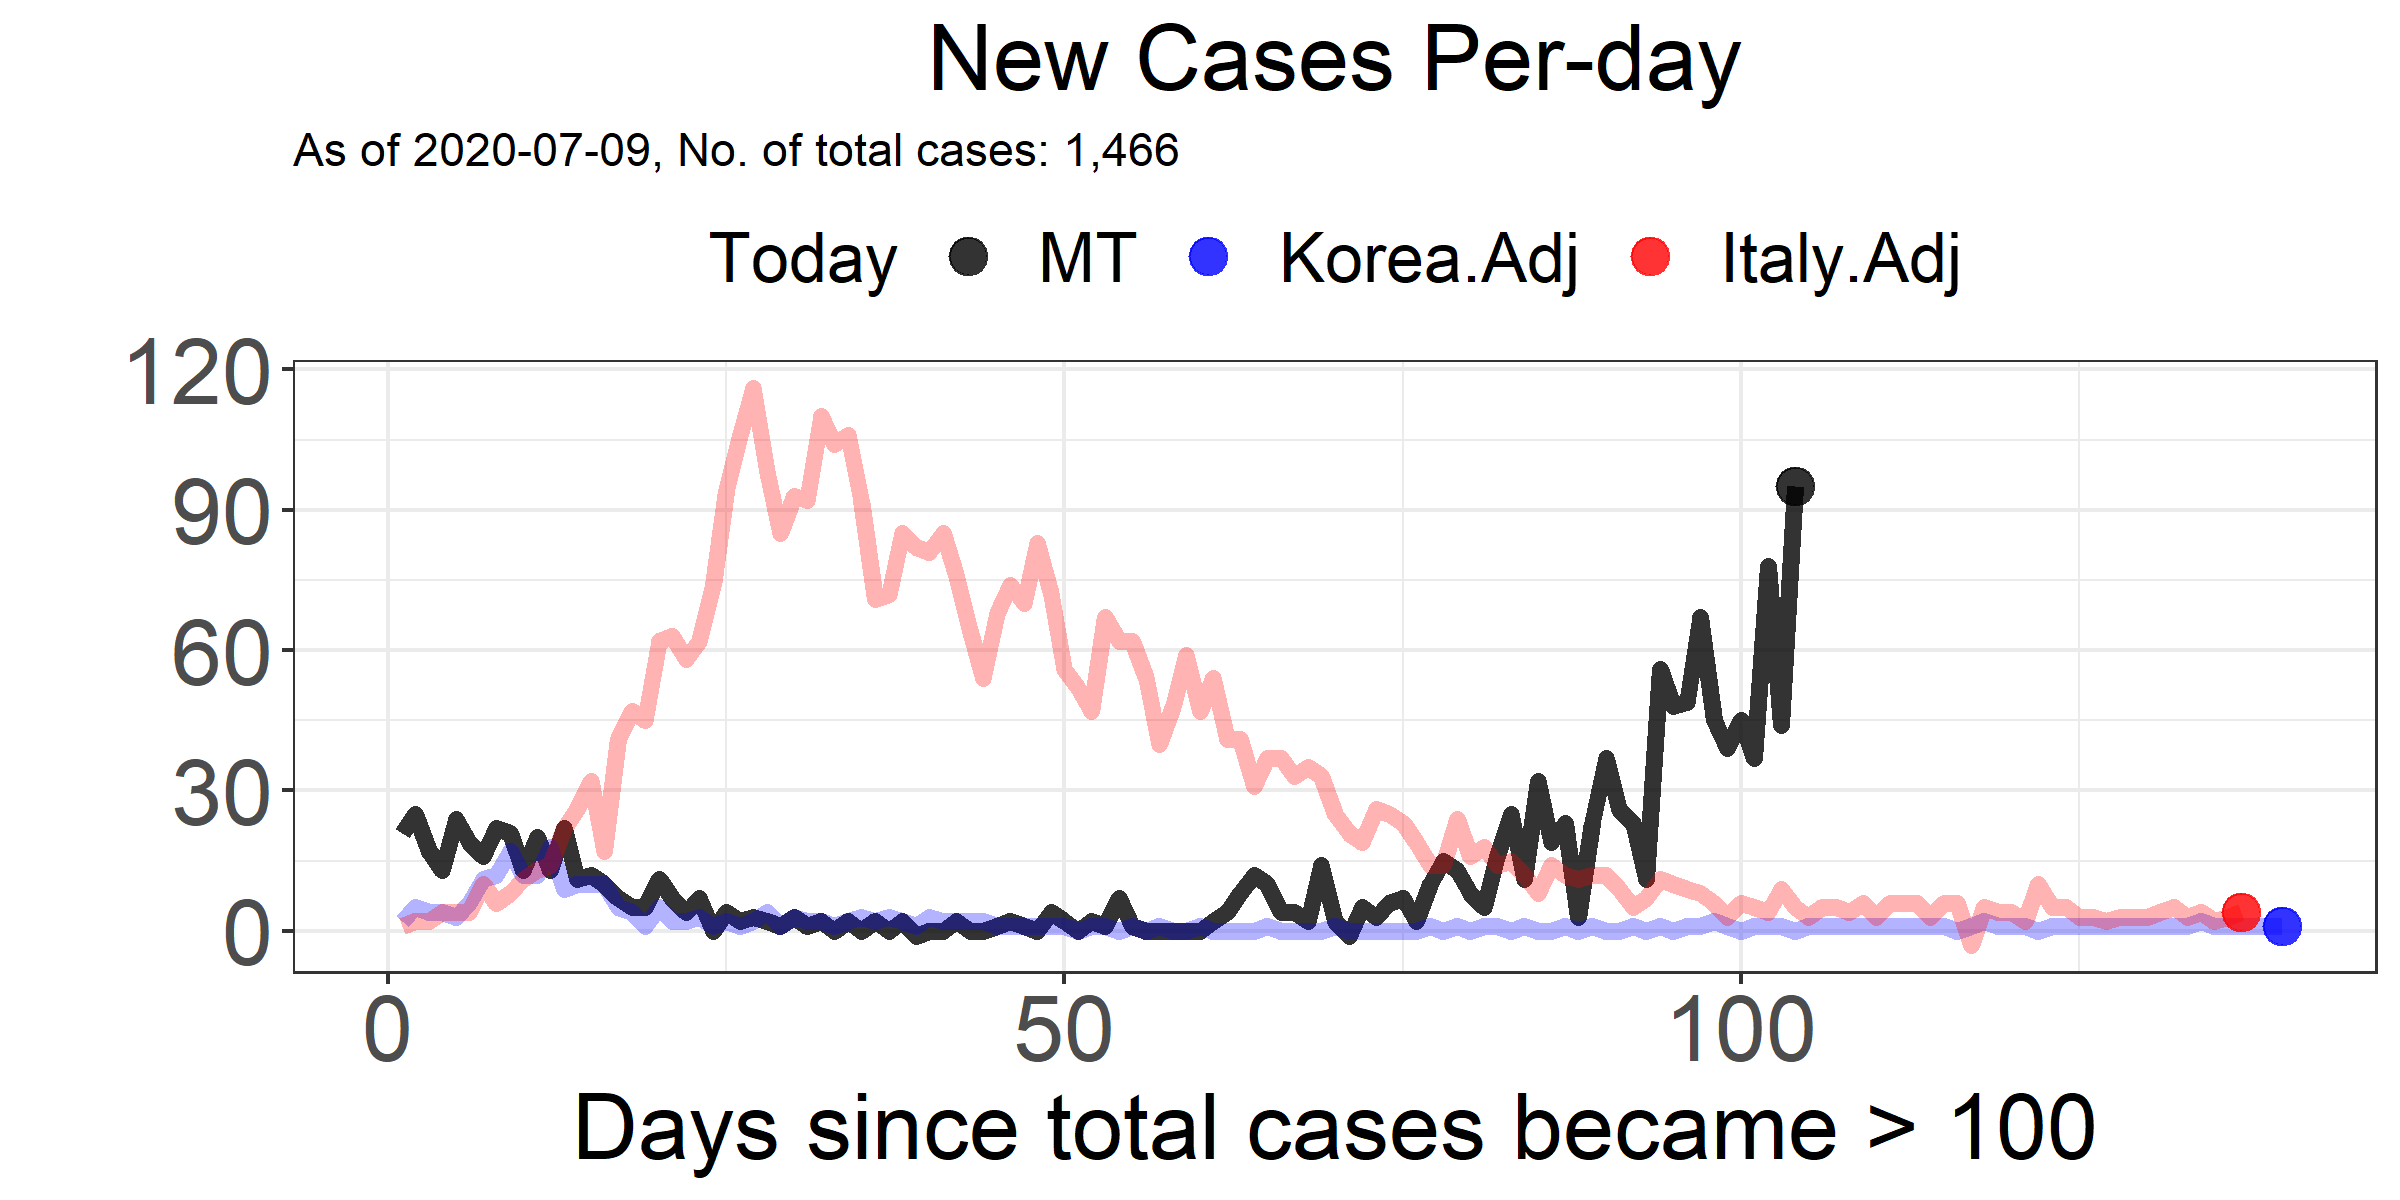 New Cases Per-day
As of 2020-07-09, No. of total cases: 1,466
Today MT Korea.Adj Italy.Adj
120
90
60
30
0
0 50 100
Days since total cases became > 100